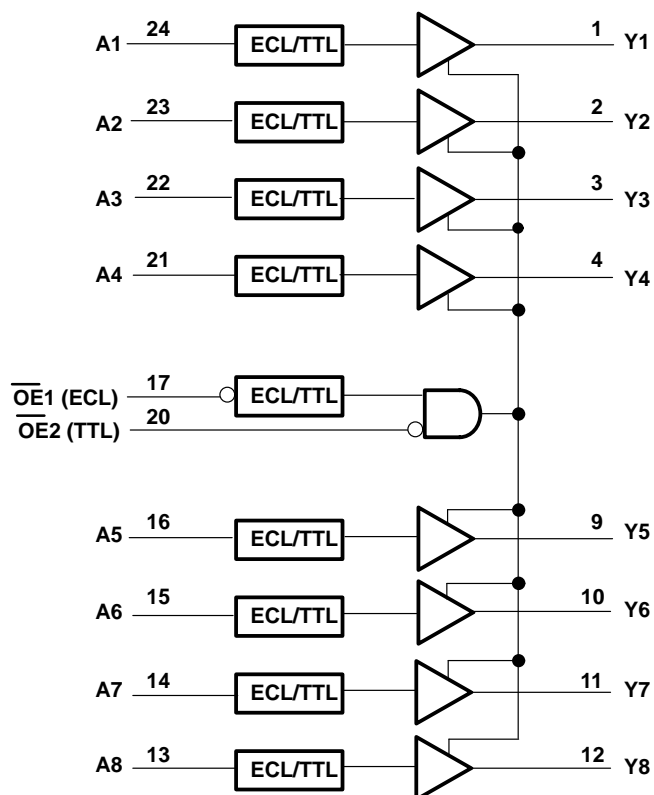 A1 24 ECL/TTL 1 Y1
A2 23 ECL/TTL 2 Y2
A3 22 ECL/TTL 3 Y3
A4 21 ECL/TTL 4 Y4
O̅E̅1 (ECL) 17 ECL/TTL
O̅E̅2 (TTL) 20
A5 16 ECL/TTL 9 Y5
A6 15 ECL/TTL 10 Y6
A7 14 ECL/TTL 11 Y7
A8 13 ECL/TTL 12 Y8